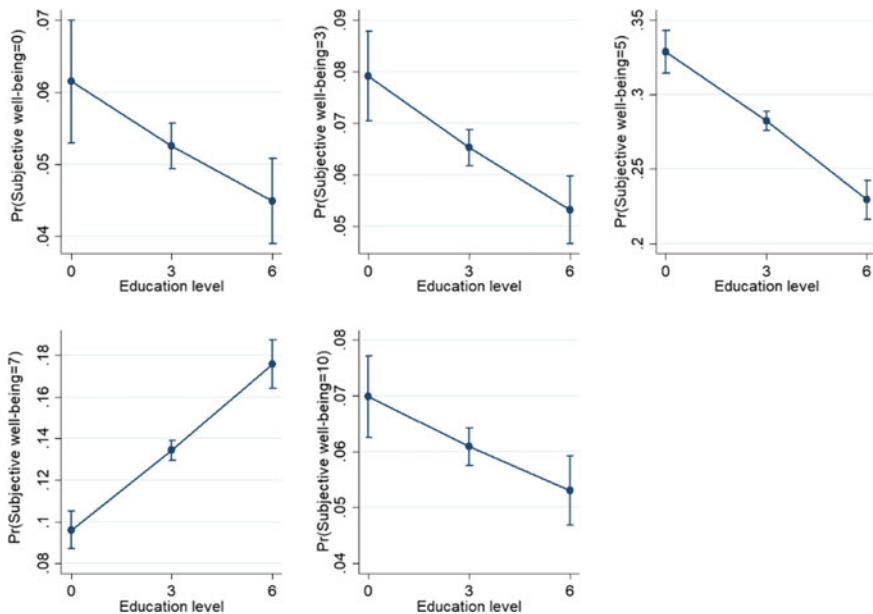 Pr(Subjective well-being=0)
.07
.06
.05
.04
0 3 6
Education level
Pr(Subjective well-being=3)
.09
.08
.07
.06
.05
0 3 6
Education level
Pr(Subjective well-being=5)
.35
.3
.25
.2
0 3 6
Education level
Pr(Subjective well-being=7)
.18
.16
.14
.12
.1
.08
0 3 6
Education level
Pr(Subjective well-being=10)
.08
.07
.06
.05
.04
0 3 6
Education level